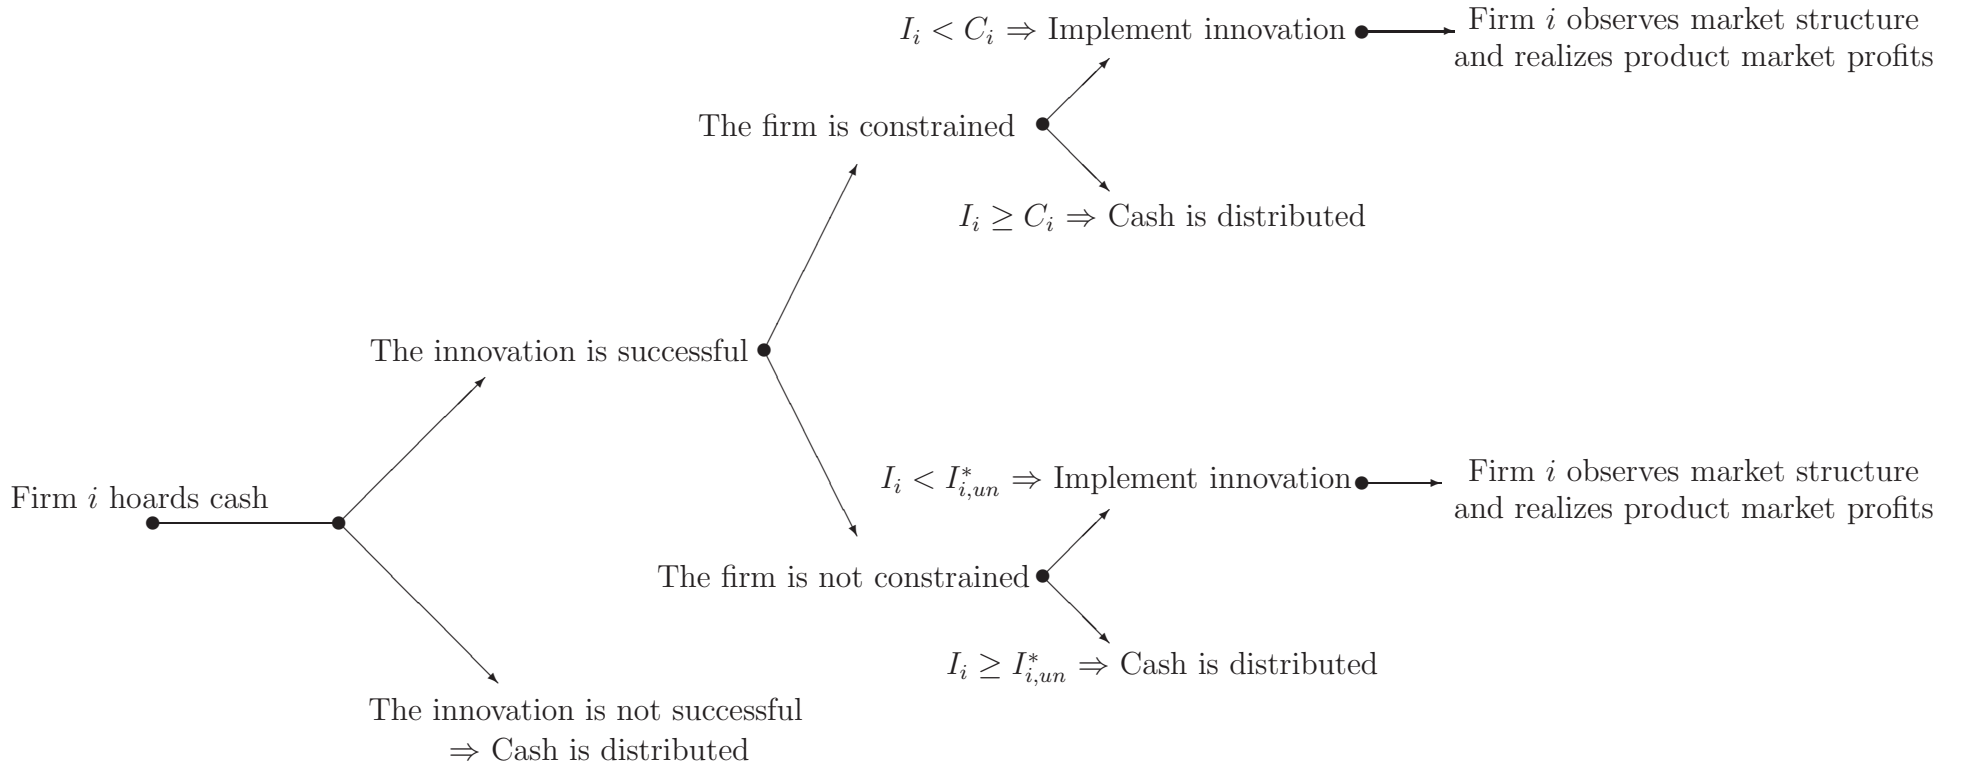 I_i < C_i ⇒ Implement innovation
Firm i observes market structure
and realizes product market profits
The firm is constrained
I_i ≥ C_i ⇒ Cash is distributed
The innovation is successful
I_i < I^*_{i,un} ⇒ Implement innovation
Firm i observes market structure
and realizes product market profits
Firm i hoards cash
The firm is not constrained
I_i ≥ I^*_{i,un} ⇒ Cash is distributed
The innovation is not successful
⇒ Cash is distributed